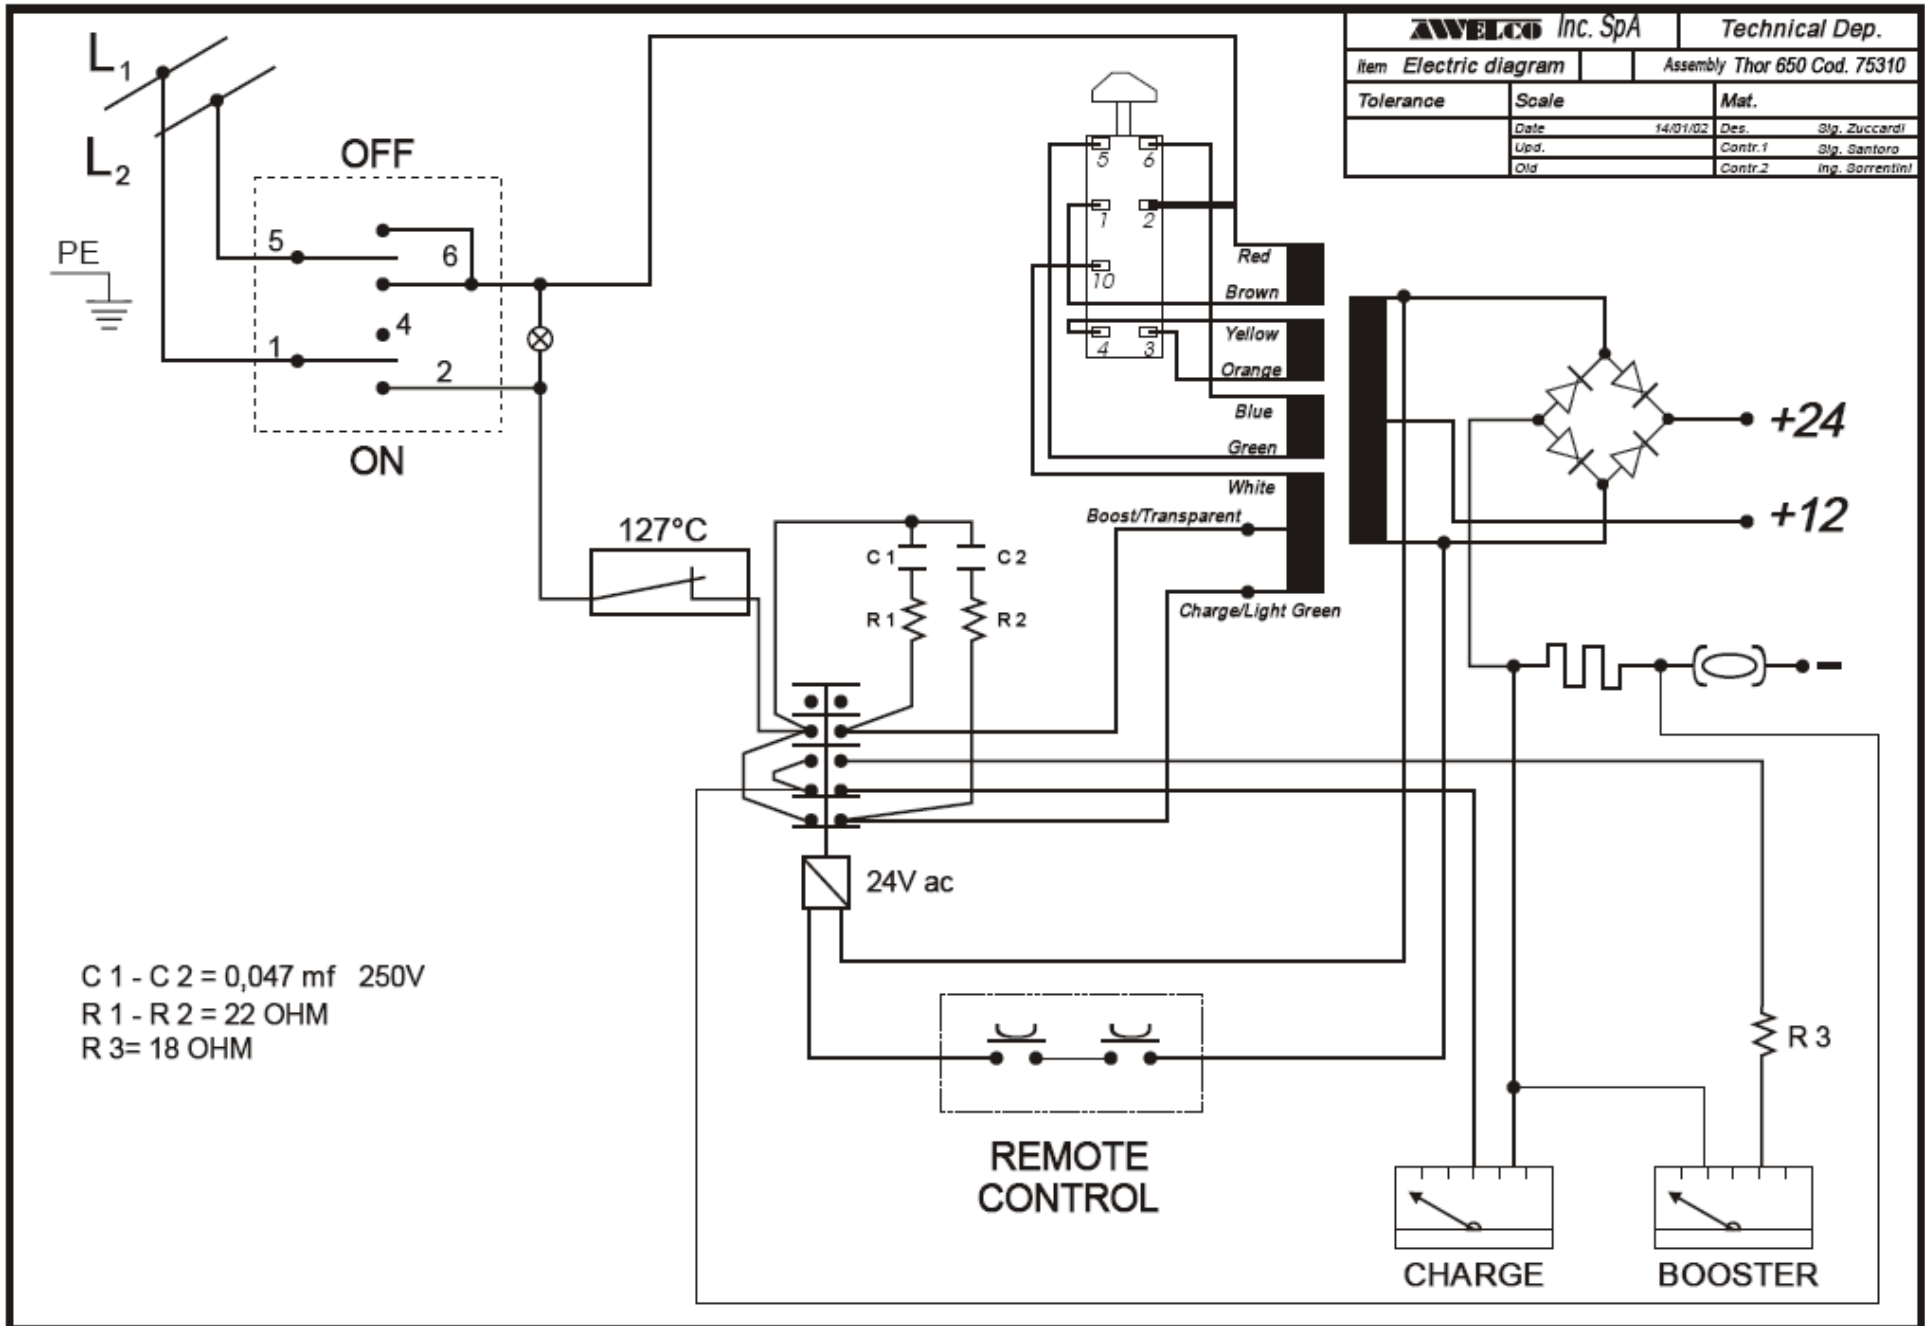 AWELCO Inc. SpA
Technical Dep.
Item Electric diagram
Assembly Thor 650 Cod. 75310
Tolerance
Scale
Mat.
Date 14/01/02
Des. Sig. Zuccardi
Upd.
Contr.1 Sig. Santoro
Old
Contr.2 Ing. Sorrentini
L1
L2
PE
OFF
5
6
4
1
2
ON
5 6
1 2
10
4 3
Red
Brown
Yellow
Orange
Blue
Green
White
Boost/Transparent
Charge/Light Green
+24
+12
127°C
C 1
C 2
R 1
R 2
-
24V ac
C 1 - C 2 = 0,047 mf 250V
R 1 - R 2 = 22 OHM
R 3= 18 OHM
R 3
REMOTE
CONTROL
CHARGE
BOOSTER